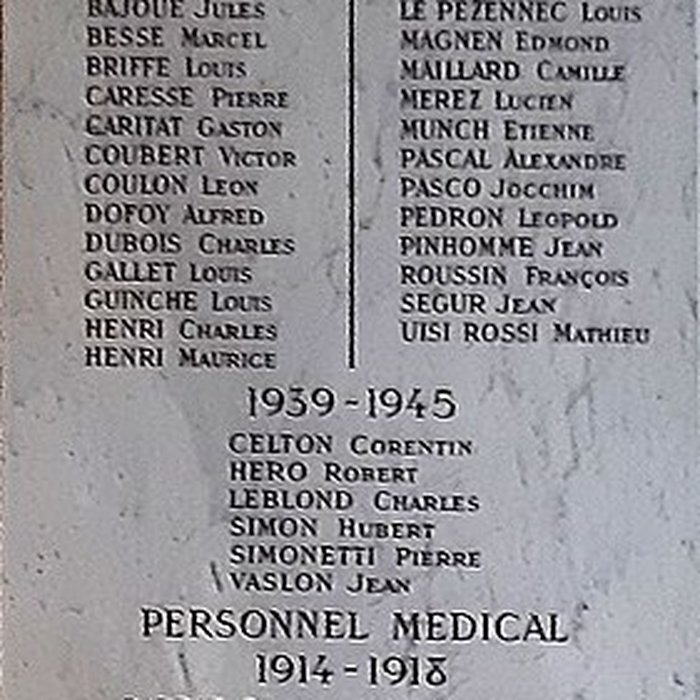 BAJOUE JULES
BESSE MARCEL
BRIFFE LOUIS
CARESSE PIERRE
CARITAT GASTON
COUBERT VICTOR
COULON LEON
DOFOY ALFRED
DUBOIS CHARLES
GALLET LOUIS
GUINCHE LOUIS
HENRI CHARLES
HENRI MAURICE
LE PEZENNEC LOUIS
MAGNEN EDMOND
MAILLARD CAMILLE
MEREZ LUCIEN
MUNCH ETIENNE
PASCAL ALEXANDRE
PASCO JOCCHIM
PEDRON LEOPOLD
PINHOMME JEAN
ROUSSIN FRANÇOIS
SEGUR JEAN
UISI ROSSI MATHIEU
1939-1945
CELTON CORENTIN
HERO ROBERT
LEBLOND CHARLES
SIMON HUBERT
SIMONETTI PIERRE
VASLON JEAN
PERSONNEL MEDICAL
1914-1918